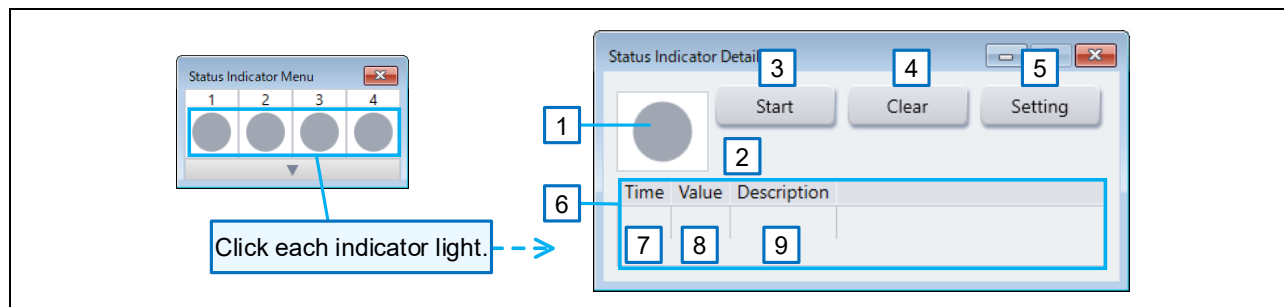 Status Indicator Menu
1 2 3 4
▼
Click each indicator light.
Status Indicator Detail
3 4 5
Start Clear Setting
1
2
Time Value Description
6
7 8 9